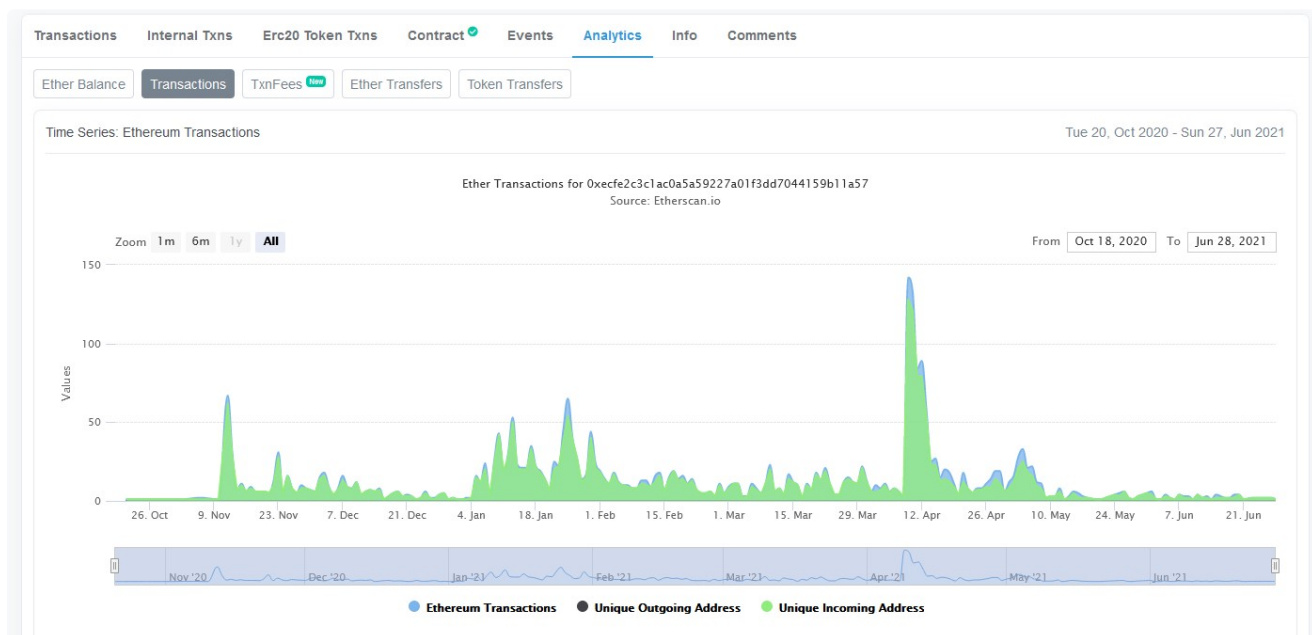 Transactions Internal Txns Erc20 Token Txns Contract Events Analytics Info Comments
Ether Balance Transactions TxnFees New Ether Transfers Token Transfers
Time Series: Ethereum Transactions Tue 20, Oct 2020 - Sun 27, Jun 2021
Ether Transactions for 0xecfe2c3c1ac0a5a59227a01f3dd7044159b11a57
Source: Etherscan.io
Zoom 1m 6m 1y All From Oct 18, 2020 To Jun 28, 2021
150
100
Values
50
0
26. Oct 9. Nov 23. Nov 7. Dec 21. Dec 4. Jan 18. Jan 1. Feb 15. Feb 1. Mar 15. Mar 29. Mar 12. Apr 26. Apr 10. May 24. May 7. Jun 21. Jun
Nov '20 Dec '20 Jan '21 Feb '21 Mar '21 Apr '21 May '21 Jun '21
Ethereum Transactions Unique Outgoing Address Unique Incoming Address